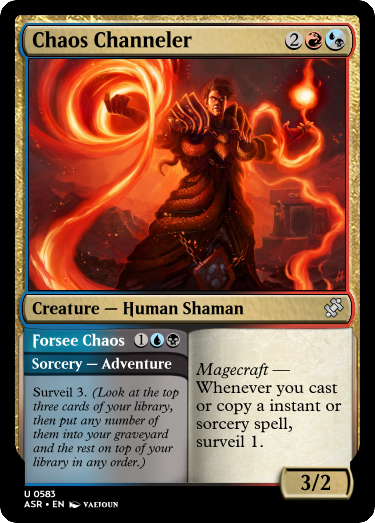 Chaos Channeler 2
Creature — Human Shaman
Forsee Chaos 1
Sorcery — Adventure
Surveil 3. (Look at the top
three cards of your library,
then put any number of
them into your graveyard
and the rest on top of your
library in any order.)
Magecraft —
Whenever you cast
or copy a instant or
sorcery spell,
surveil 1.
3/2
U 0583
ASR • EN VAEJOUN